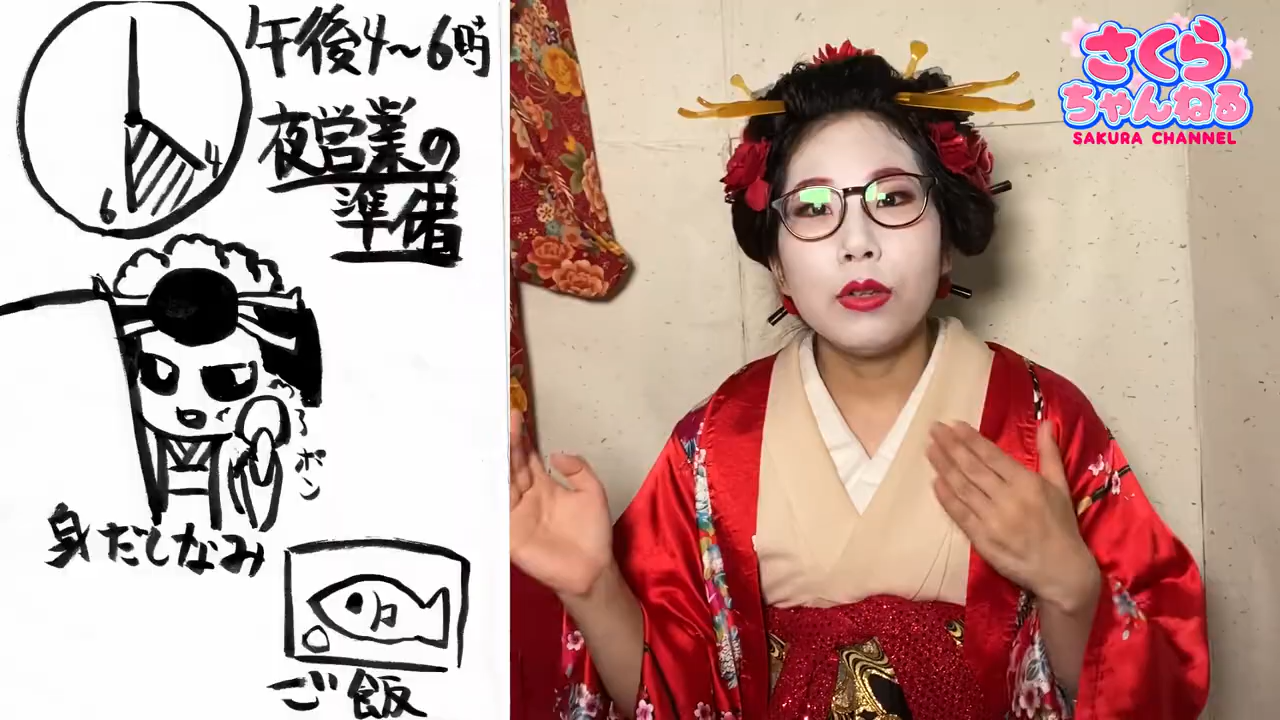 午後4〜6時
夜営業の
準備
4
6
ポン
身だしなみ
ご飯
さくら
ちゃんねる
SAKURA CHANNEL